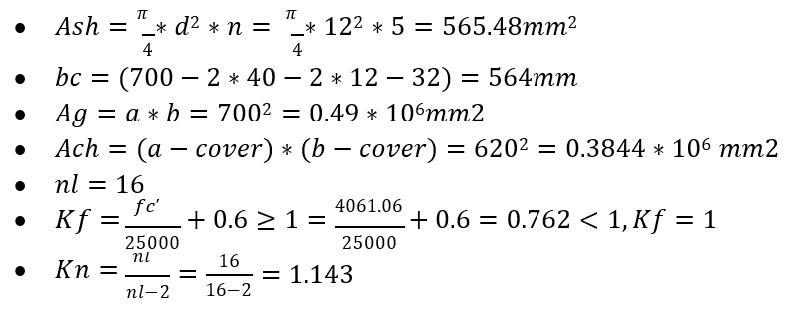 • Ash = π/4 * d² * n = π/4 * 12² * 5 = 565.48mm²
• bc = (700 − 2 * 40 − 2 * 12 − 32) = 564mm
• Ag = a * b = 700² = 0.49 * 10⁶mm2
• Ach = (a − cover) * (b − cover) = 620² = 0.3844 * 10⁶ mm2
• nl = 16
• Kf = fc′/25000 + 0.6 ≥ 1 = 4061.06/25000 + 0.6 = 0.762 < 1, Kf = 1
• Kn = nl/nl−2 = 16/16−2 = 1.143